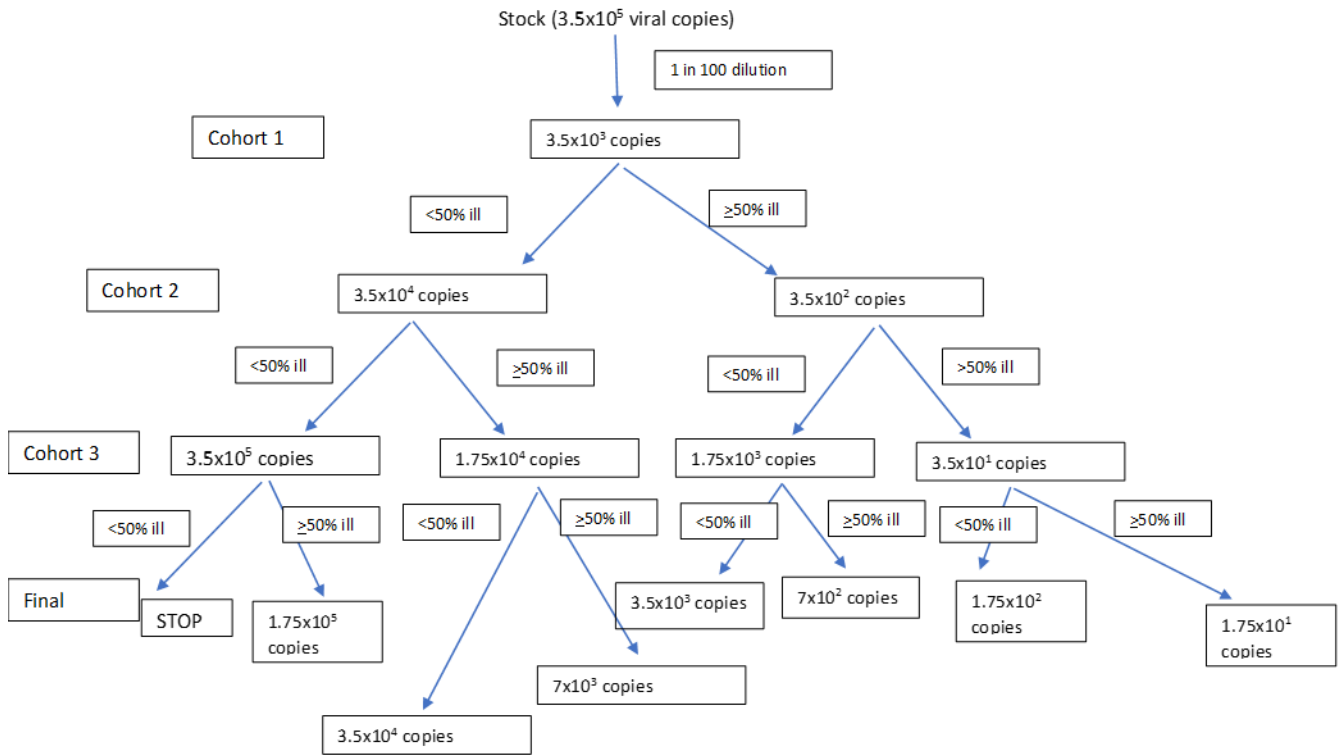 Stock (3.5x10⁵ viral copies)
1 in 100 dilution
Cohort 1
3.5x10³ copies
<50% ill
≥50% ill
Cohort 2
3.5x10⁴ copies
3.5x10² copies
<50% ill
≥50% ill
<50% ill
>50% ill
Cohort 3
3.5x10⁵ copies
1.75x10⁴ copies
1.75x10³ copies
3.5x10¹ copies
<50% ill
≥50% ill
<50% ill
≥50% ill
<50% ill
≥50% ill
<50% ill
≥50% ill
Final
STOP
1.75x10⁵
copies
3.5x10³ copies
7x10² copies
1.75x10²
copies
1.75x10¹
copies
7x10³ copies
3.5x10⁴ copies